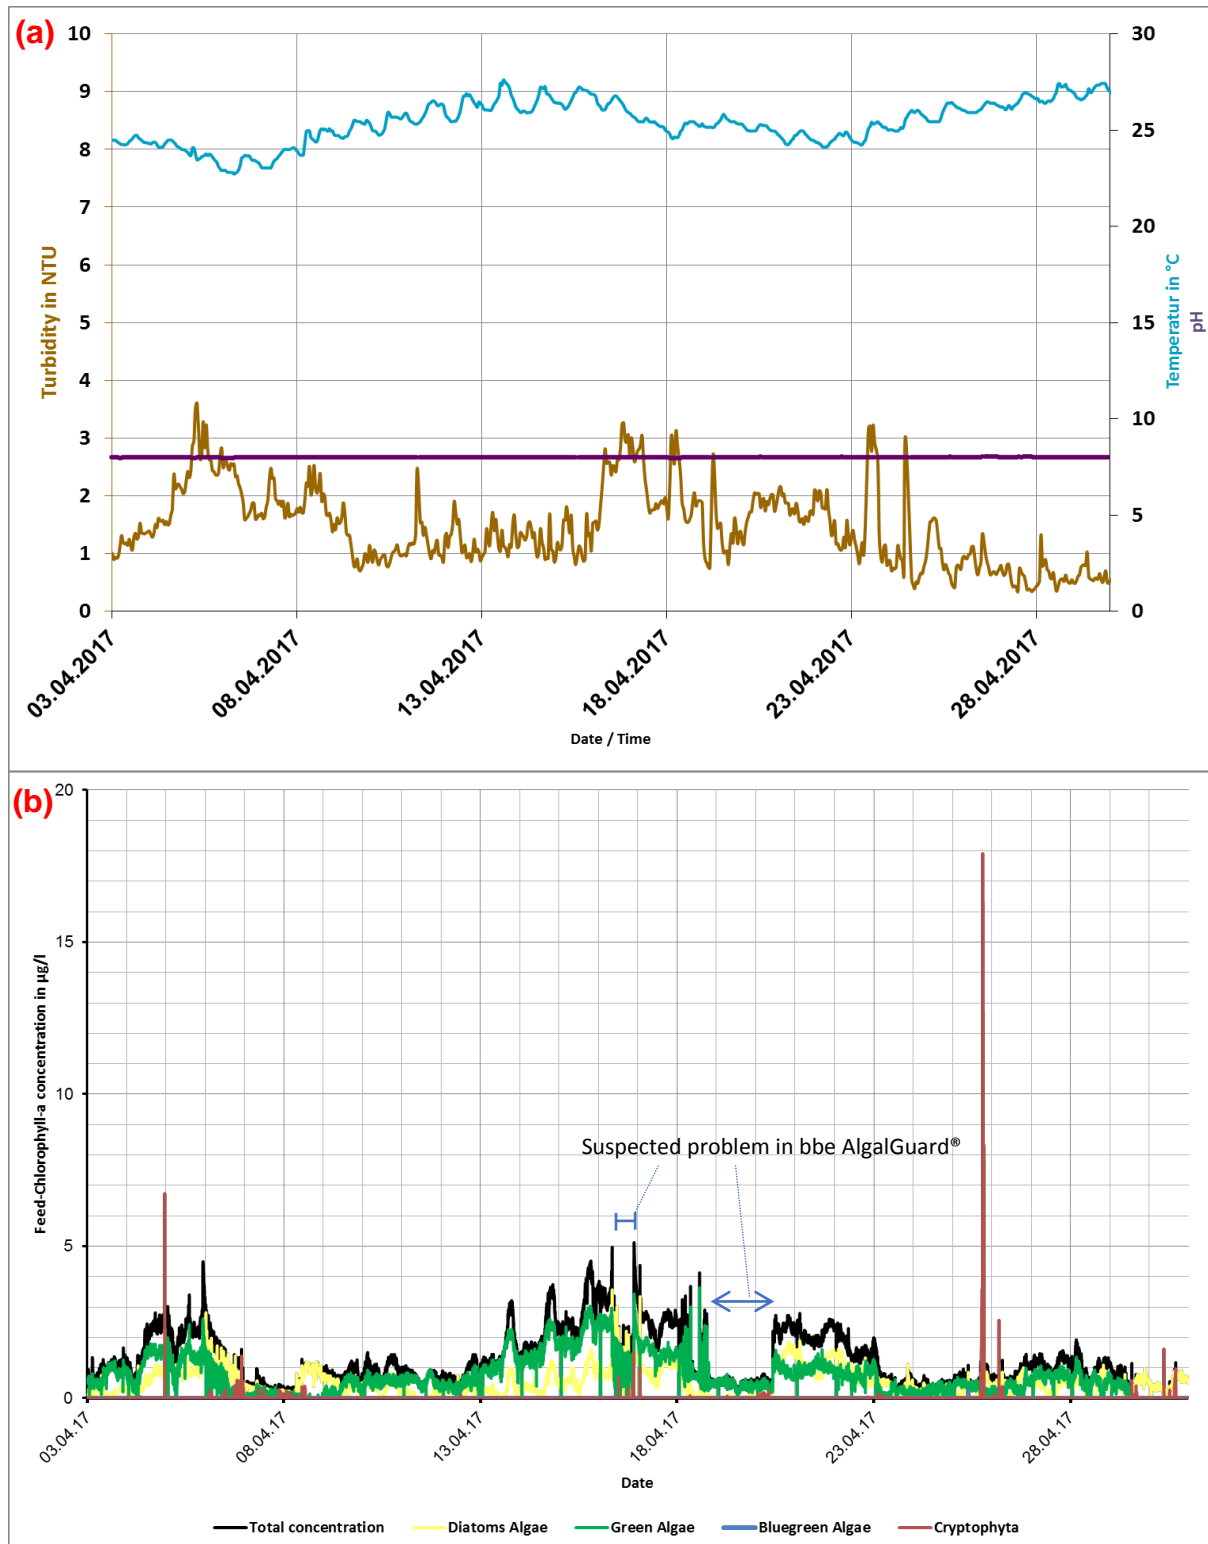 (a)
10
9
8
7
6
5
4
3
2
1
0
Turbidity in NTU
30
25
20
15
10
5
0
Temperatur in °C
pH
03.04.2017
08.04.2017
13.04.2017
18.04.2017
23.04.2017
28.04.2017
Date / Time
(b)
20
15
10
5
0
Feed-Chlorophyll-a concentration in µg/l
Suspected problem in bbe AlgalGuard®
03.04.17
08.04.17
13.04.17
18.04.17
23.04.17
28.04.17
Date
Total concentration
Diatoms Algae
Green Algae
Bluegreen Algae
Cryptophyta